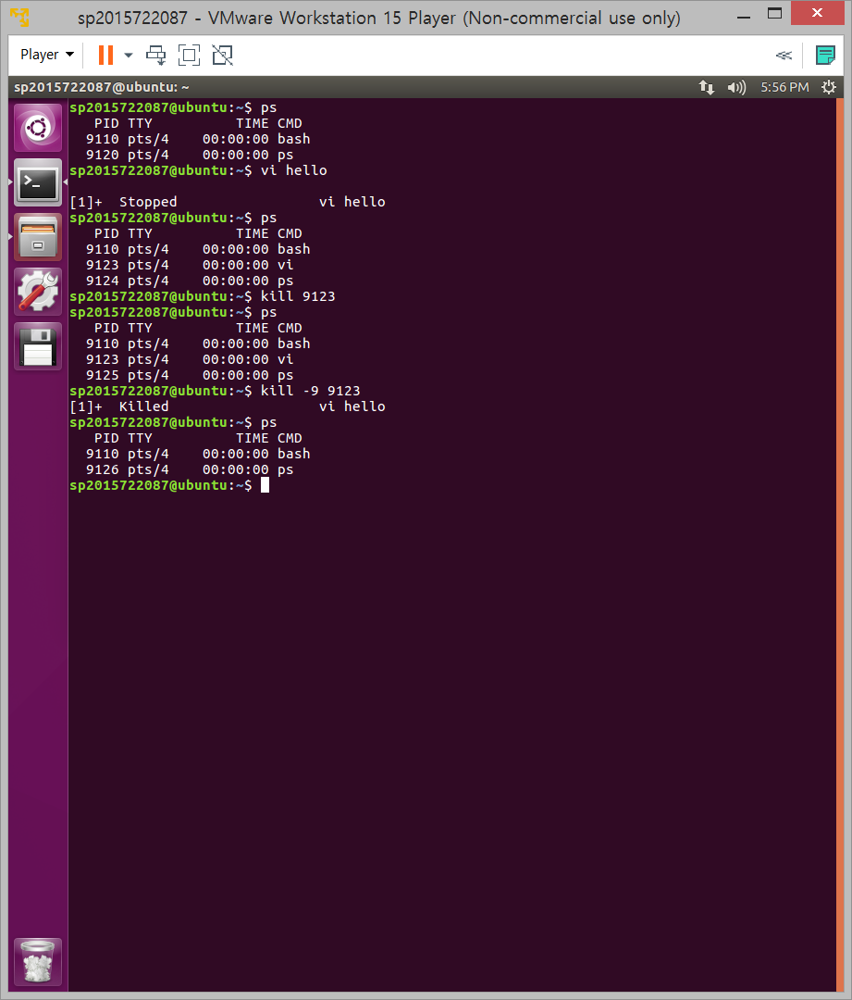 sp2015722087 - VMware Workstation 15 Player (Non-commercial use only)
Player
sp2015722087@ubuntu: ~
5:56 PM
sp2015722087@ubuntu:~$ ps
   PID TTY          TIME CMD
  9110 pts/4    00:00:00 bash
  9120 pts/4    00:00:00 ps
sp2015722087@ubuntu:~$ vi hello

[1]+  Stopped                 vi hello
sp2015722087@ubuntu:~$ ps
   PID TTY          TIME CMD
  9110 pts/4    00:00:00 bash
  9123 pts/4    00:00:00 vi
  9124 pts/4    00:00:00 ps
sp2015722087@ubuntu:~$ kill 9123
sp2015722087@ubuntu:~$ ps
   PID TTY          TIME CMD
  9110 pts/4    00:00:00 bash
  9123 pts/4    00:00:00 vi
  9125 pts/4    00:00:00 ps
sp2015722087@ubuntu:~$ kill -9 9123
[1]+  Killed                  vi hello
sp2015722087@ubuntu:~$ ps
   PID TTY          TIME CMD
  9110 pts/4    00:00:00 bash
  9126 pts/4    00:00:00 ps
sp2015722087@ubuntu:~$